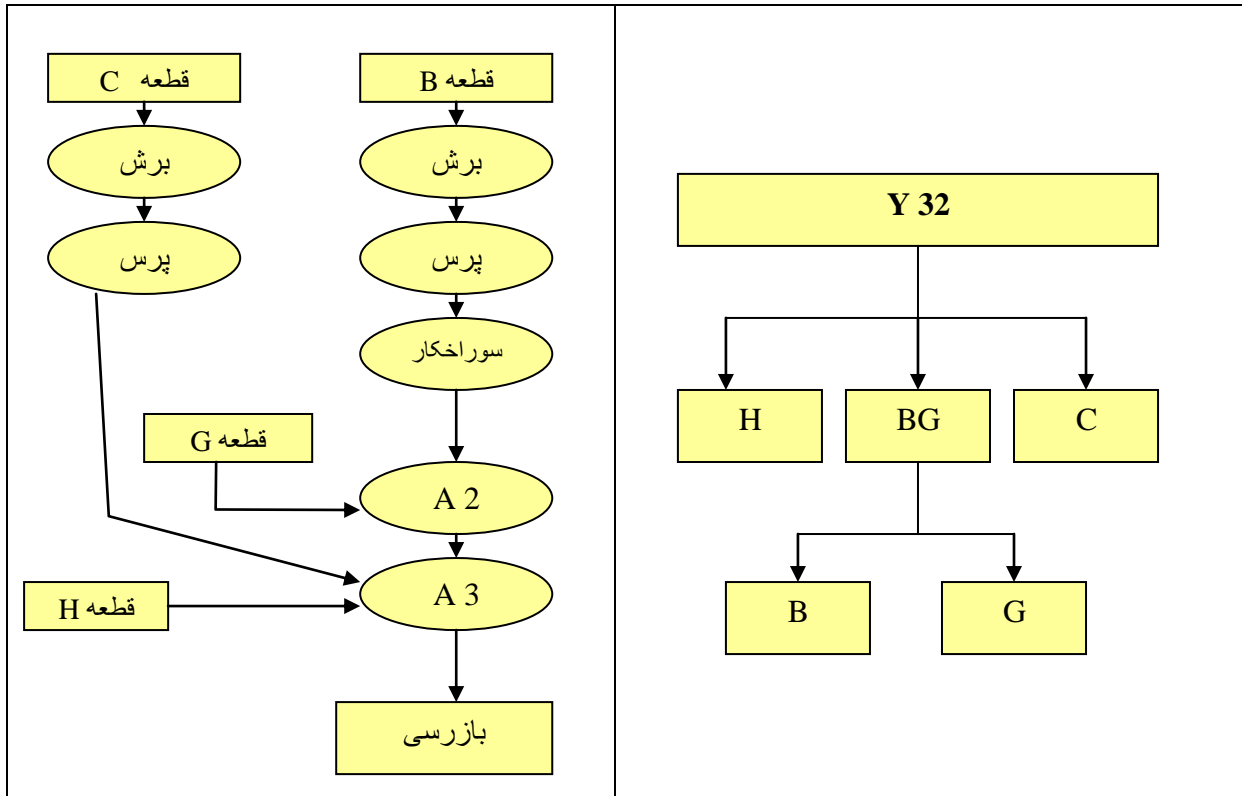 قطعه C
قطعه B
برش
برش
پرس
پرس
سوراخکار
قطعه G
A 2
A 3
قطعه H
بازرسی
Y 32
H
BG
C
B
G